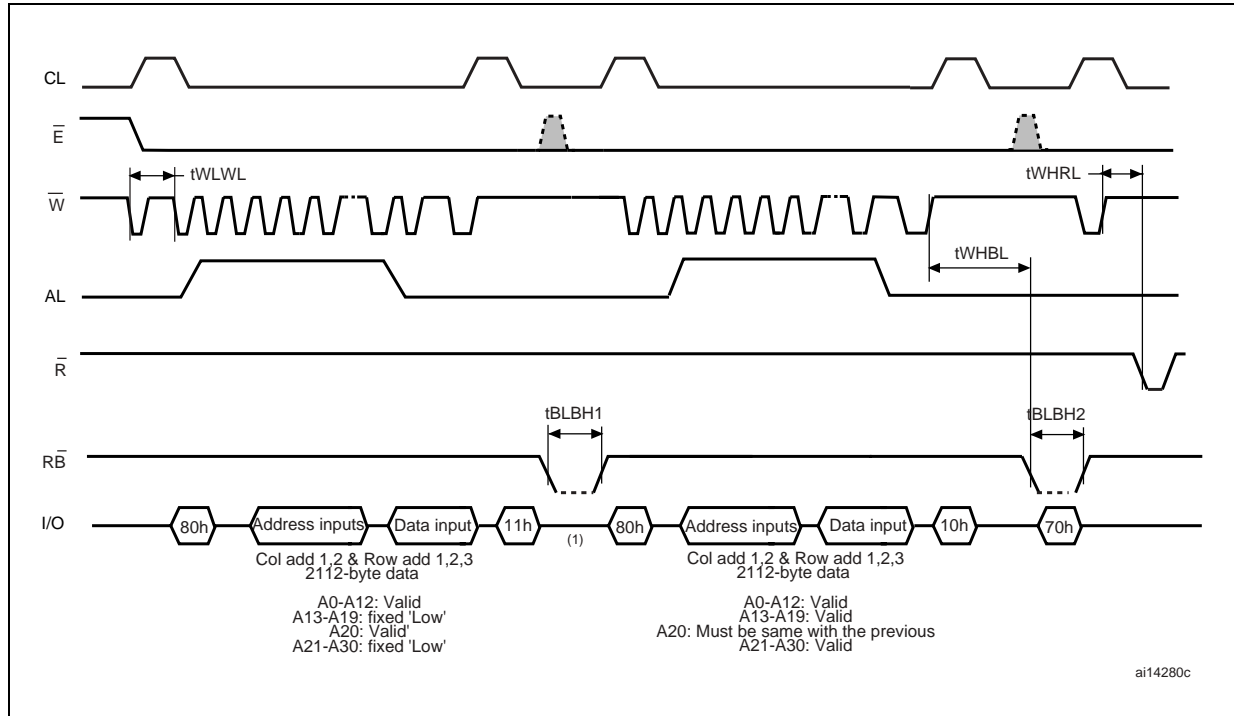 CL
E
tWLWL
tWHRL
W
tWHBL
AL
R
tBLBH1
tBLBH2
RB
I/O
80h
Address inputs
Data input
11h
(1)
80h
Address inputs
Data input
10h
70h
Col add 1,2 & Row add 1,2,3
2112-byte data
A0-A12: Valid
A13-A19: fixed 'Low'
A20: Valid'
A21-A30: fixed 'Low'
Col add 1,2 & Row add 1,2,3
2112-byte data
A0-A12: Valid
A13-A19: Valid
A20: Must be same with the previous
A21-A30: Valid
ai14280c